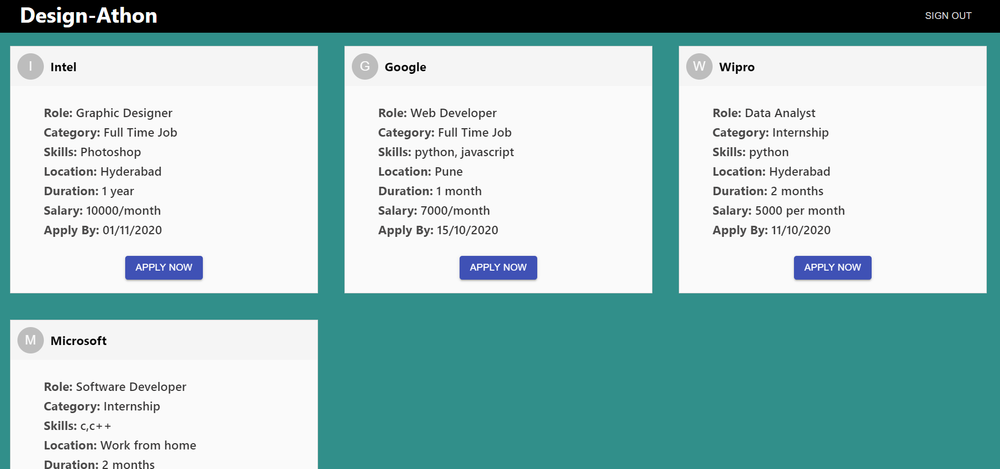 Design-Athon
SIGN OUT
I
Intel
Role: Graphic Designer
Category: Full Time Job
Skills: Photoshop
Location: Hyderabad
Duration: 1 year
Salary: 10000/month
Apply By: 01/11/2020
APPLY NOW
G
Google
Role: Web Developer
Category: Full Time Job
Skills: python, javascript
Location: Pune
Duration: 1 month
Salary: 7000/month
Apply By: 15/10/2020
APPLY NOW
W
Wipro
Role: Data Analyst
Category: Internship
Skills: python
Location: Hyderabad
Duration: 2 months
Salary: 5000 per month
Apply By: 11/10/2020
APPLY NOW
M
Microsoft
Role: Software Developer
Category: Internship
Skills: c,c++
Location: Work from home
Duration: 2 months